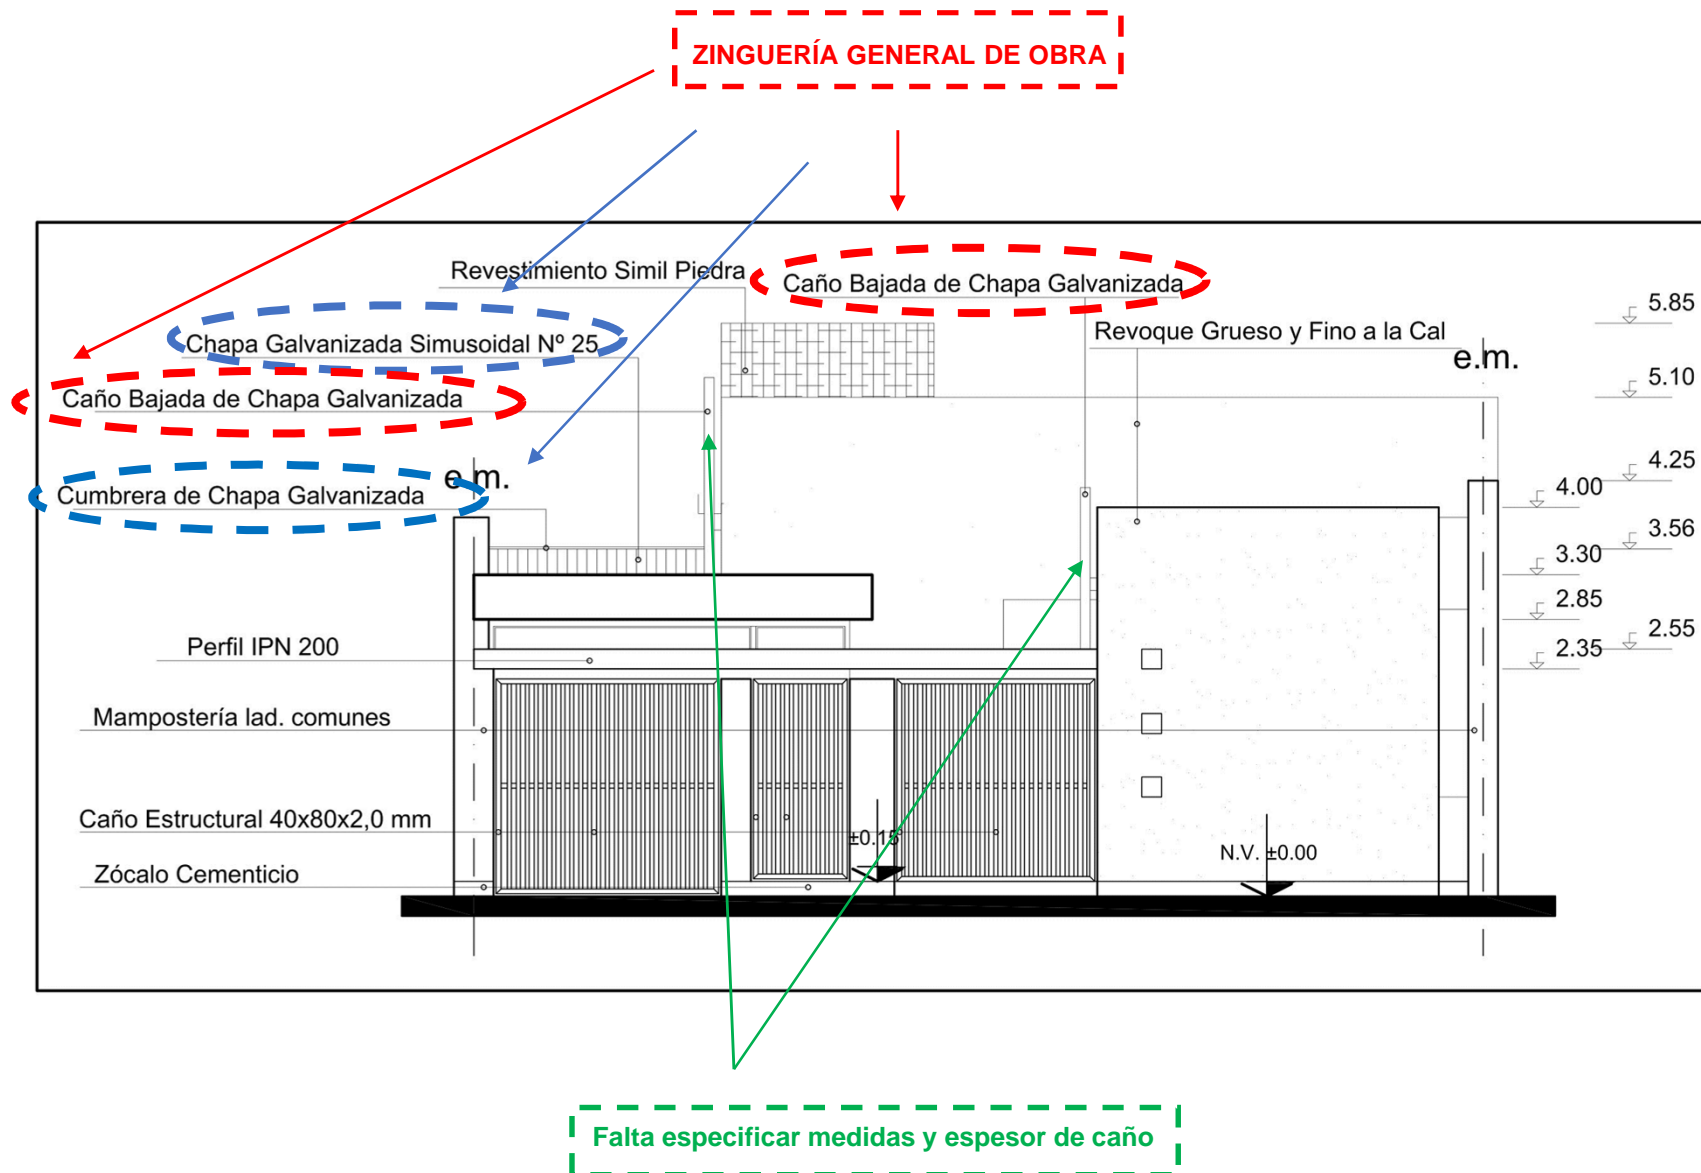 ZINGUERÍA GENERAL DE OBRA
Revestimiento Simil Piedra
Caño Bajada de Chapa Galvanizada
5.85
Chapa Galvanizada Simusoidal Nº 25
Revoque Grueso y Fino a la Cal
e.m.
5.10
Caño Bajada de Chapa Galvanizada
4.25
e.m.
4.00
Cumbrera de Chapa Galvanizada
3.56
3.30
2.85
2.55
Perfil IPN 200
2.35
Mampostería lad. comunes
Caño Estructural 40x80x2,0 mm
±0.15
N.V. ±0.00
Zócalo Cementicio
Falta especificar medidas y espesor de caño